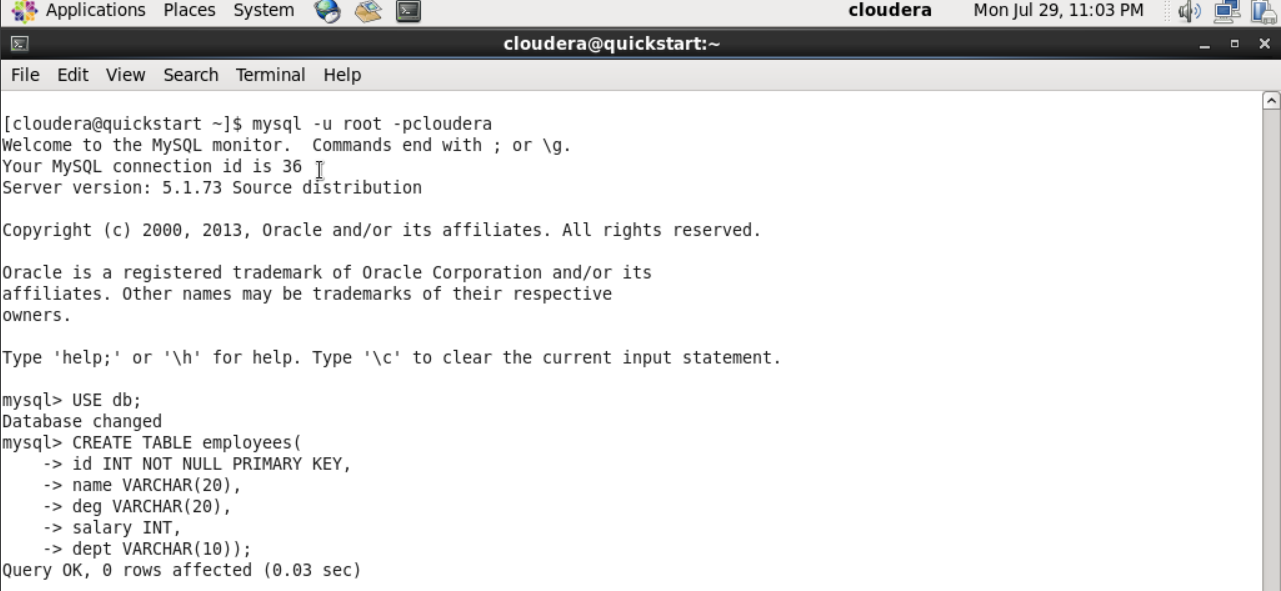 Applications Places System cloudera Mon Jul 29, 11:03 PM
cloudera@quickstart:~
File Edit View Search Terminal Help
[cloudera@quickstart ~]$ mysql -u root -pcloudera
Welcome to the MySQL monitor.  Commands end with ; or \g.
Your MySQL connection id is 36
Server version: 5.1.73 Source distribution
Copyright (c) 2000, 2013, Oracle and/or its affiliates. All rights reserved.
Oracle is a registered trademark of Oracle Corporation and/or its
affiliates. Other names may be trademarks of their respective
owners.
Type 'help;' or '\h' for help. Type '\c' to clear the current input statement.
mysql> USE db;
Database changed
mysql> CREATE TABLE employees(
    -> id INT NOT NULL PRIMARY KEY,
    -> name VARCHAR(20),
    -> deg VARCHAR(20),
    -> salary INT,
    -> dept VARCHAR(10));
Query OK, 0 rows affected (0.03 sec)